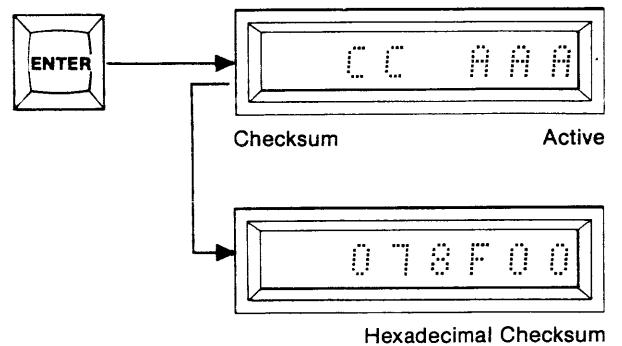 ENTER
CC AAA
Checksum Active
078F00
Hexadecimal Checksum